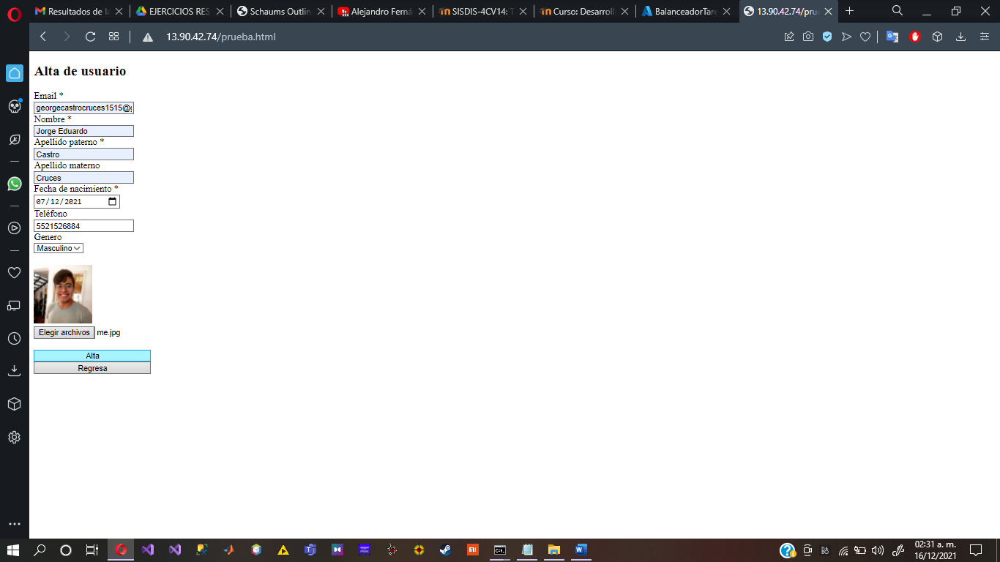 Resultados de la
EJERCICIOS RES
Schaums Outlin
Alejandro Ferná
SISDIS-4CV14: T
Curso: Desarroll
BalanceadorTare
13.90.42.74/pru
13.90.42.74/prueba.html
Alta de usuario
Email *
georgecastrocruces1515@
Nombre *
Jorge Eduardo
Apellido paterno *
Castro
Apellido materno
Cruces
Fecha de nacimiento *
07/12/2021
Teléfono
5521526884
Genero
Masculino
Elegir archivos me.jpg
Alta
Regresa
02:31 a. m.
16/12/2021